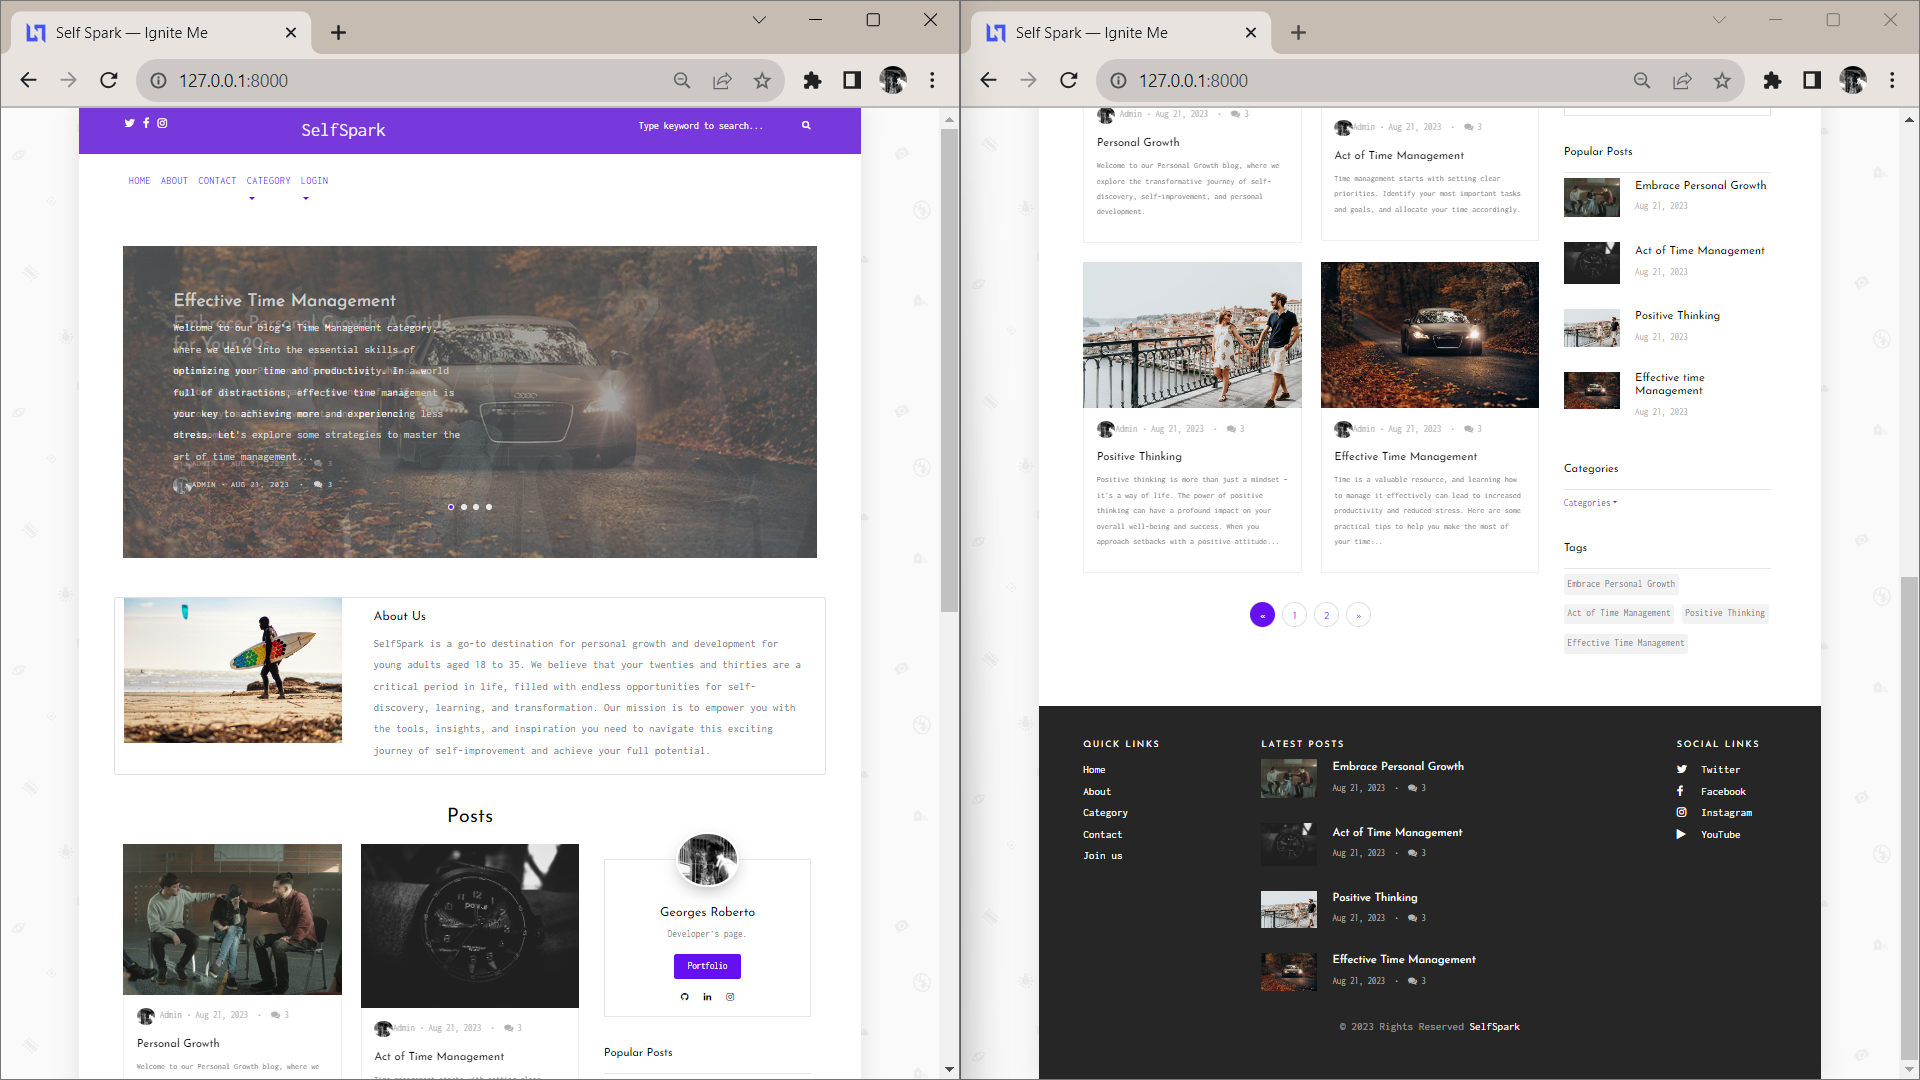 Self Spark — Ignite Me
127.0.0.1:8000
SelfSpark
Type keyword to search...
HOME ABOUT CONTACT CATEGORY LOGIN
Effective Time Management
Embrace Personal Growth: A Guide
for Your 20s
Welcome to our blog's Time Management category,
where we delve into the essential skills of
optimizing your time and productivity. In a world
full of distractions, effective time management is
your key to achieving more and experiencing less
stress. Let's explore some strategies to master the
art of time management...
ADMIN • AUG 21, 2023 • 3
ADMIN • AUG 21, 2023 • 3
About Us
SelfSpark is a go-to destination for personal growth and development for
young adults aged 18 to 35. We believe that your twenties and thirties are a
critical period in life, filled with endless opportunities for self-
discovery, learning, and transformation. Our mission is to empower you with
the tools, insights, and inspiration you need to navigate this exciting
journey of self-improvement and achieve your full potential.
Posts
Admin • Aug 21, 2023 • 3
Personal Growth
Welcome to our Personal Growth blog, where we
Admin • Aug 21, 2023 • 3
Act of Time Management
Time management starts with setting clear
Georges Roberto
Developer's page.
Portfolio
Popular Posts
Self Spark — Ignite Me
127.0.0.1:8000
Admin • Aug 21, 2023 • 3
Personal Growth
Welcome to our Personal Growth blog, where we
explore the transformative journey of self-
discovery, self-improvement, and personal
development.
Admin • Aug 21, 2023 • 3
Act of Time Management
Time management starts with setting clear
priorities. Identify your most important tasks
and goals, and allocate your time accordingly.
Admin • Aug 21, 2023 • 3
Positive Thinking
Positive thinking is more than just a mindset –
it's a way of life. The power of positive
thinking can have a profound impact on your
overall well-being and success. When you
approach setbacks with a positive attitude...
Admin • Aug 21, 2023 • 3
Effective Time Management
Time is a valuable resource, and learning how
to manage it effectively can lead to increased
productivity and reduced stress. Here are some
practical tips to help you make the most of
your time:..
« 1 2 »
Popular Posts
Embrace Personal Growth
Aug 21, 2023
Act of Time Management
Aug 21, 2023
Positive Thinking
Aug 21, 2023
Effective time
Management
Aug 21, 2023
Categories
Categories
Tags
Embrace Personal Growth
Act of Time Management Positive Thinking
Effective Time Management
QUICK LINKS
Home
About
Category
Contact
Join us
LATEST POSTS
Embrace Personal Growth
Aug 21, 2023 • 3
Act of Time Management
Aug 21, 2023 • 3
Positive Thinking
Aug 21, 2023 • 3
Effective Time Management
Aug 21, 2023 • 3
SOCIAL LINKS
Twitter
Facebook
Instagram
YouTube
© 2023 Rights Reserved SelfSpark